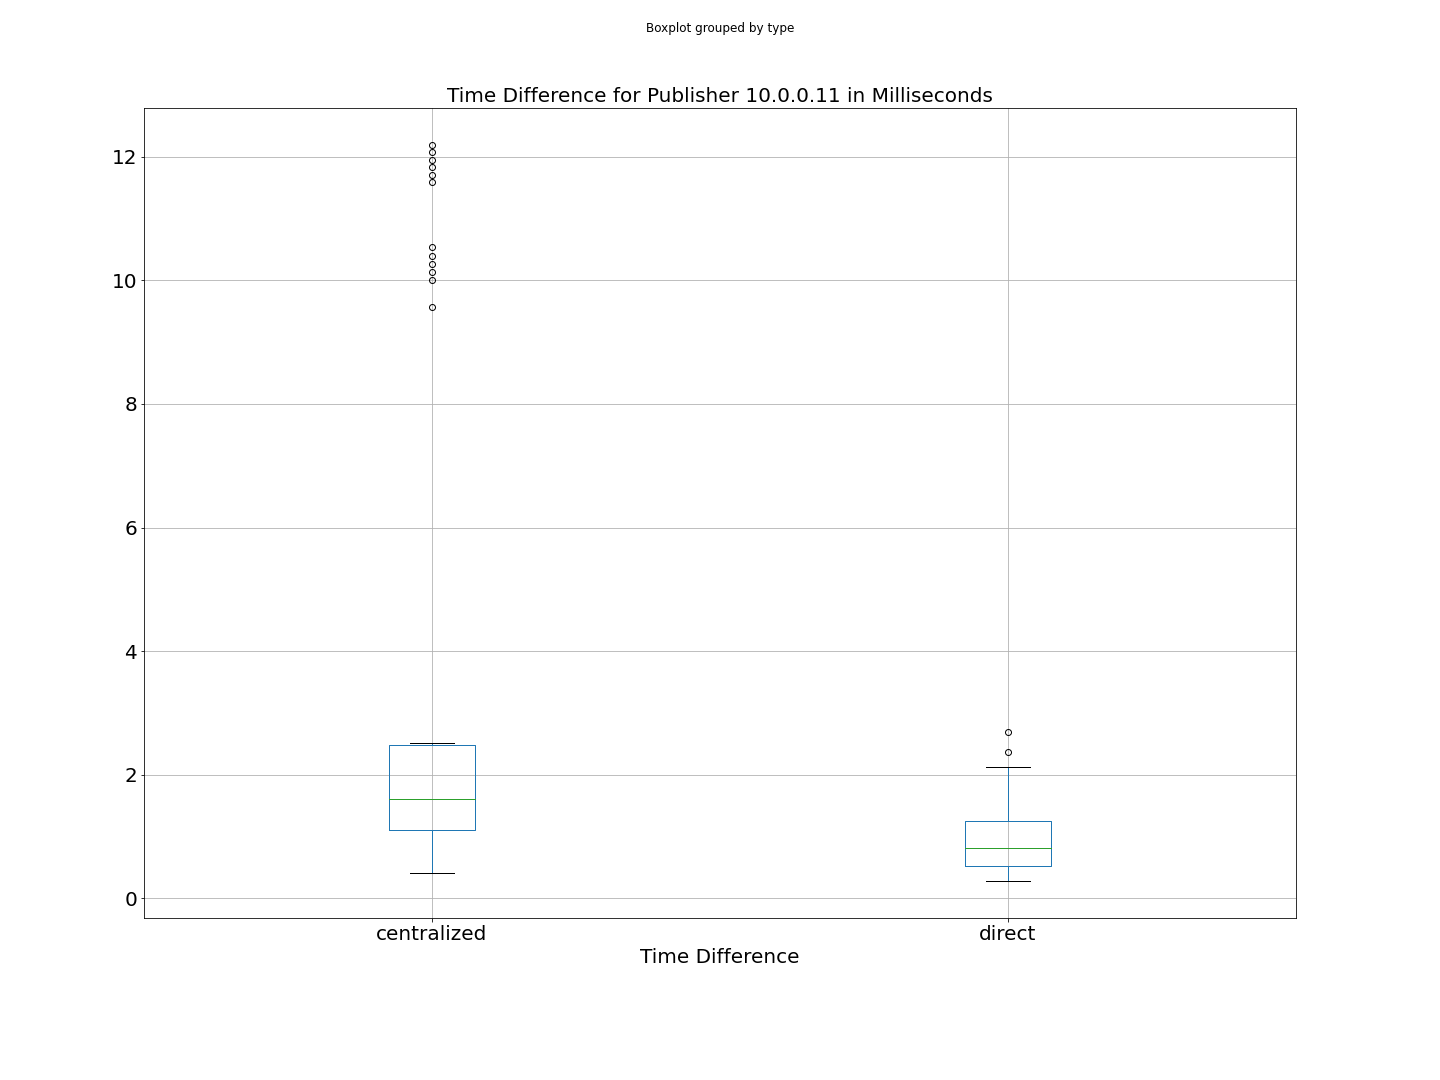 Boxplot grouped by type
Time Difference for Publisher 10.0.0.11 in Milliseconds
12
10
8
6
4
2
0
centralized direct
Time Difference